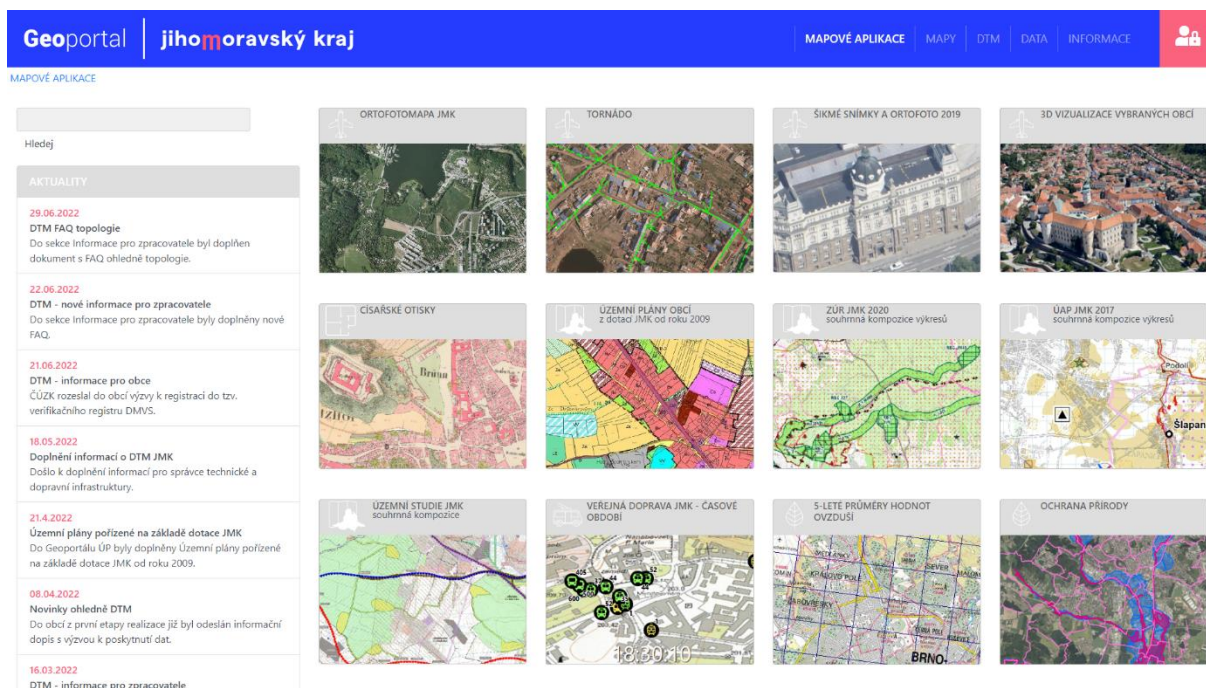 Geoportal jihomoravský kraj
MAPOVÉ APLIKACE MAPY DTM DATA INFORMACE
MAPOVÉ APLIKACE
Hledej
AKTUALITY
29.06.2022
DTM FAQ topologie
Do sekce Informace pro zpracovatele byl doplněn
dokument s FAQ ohledně topologie.
22.06.2022
DTM - nové informace pro zpracovatele
Do sekce Informace pro zpracovatele byly doplněny nové
FAQ.
21.06.2022
DTM - informace pro obce
ČÚZK rozeslal do obcí výzvy k registraci do tzv.
verifikačního registru DMVS.
18.05.2022
Doplnění informací o DTM JMK
Došlo k doplnění informací pro správce technické a
dopravní infrastruktury.
21.4.2022
Územní plány pořízené na základě dotace JMK
Do Geoportálu ÚP byly doplněny Územní plány pořízené
na základě dotace JMK od roku 2009.
08.04.2022
Novinky ohledně DTM
Do obcí z první etapy realizace již byl odeslán informační
dopis s výzvou k poskytnutí dat.
16.03.2022
DTM - informace pro zpracovatele
ORTOFOTOMAPA JMK
TORNÁDO
ŠIKMÉ SNÍMKY A ORTOFOTO 2019
3D VIZUALIZACE VYBRANÝCH OBCÍ
CÍSAŘSKÉ OTISKY
Brünn
ÚZEMNÍ PLÁNY OBCÍ
z dotací JMK od roku 2009
ZÚR JMK 2020
souhrnná kompozice výkresů
ÚAP JMK 2017
souhrnná kompozice výkresů
Podolí
Šlapan
ÚZEMNÍ STUDIE JMK
souhrnná kompozice
VEŘEJNÁ DOPRAVA JMK - ČASOVÉ
OBDOBÍ
18:30:10
5-LETÉ PRŮMĚRY HODNOT
OVZDUŠÍ
MEDLÁNKY
SEVER
KRÁLOVO POLE
ŽABOVŘESKY
BRNO-
OCHRANA PŘÍRODY